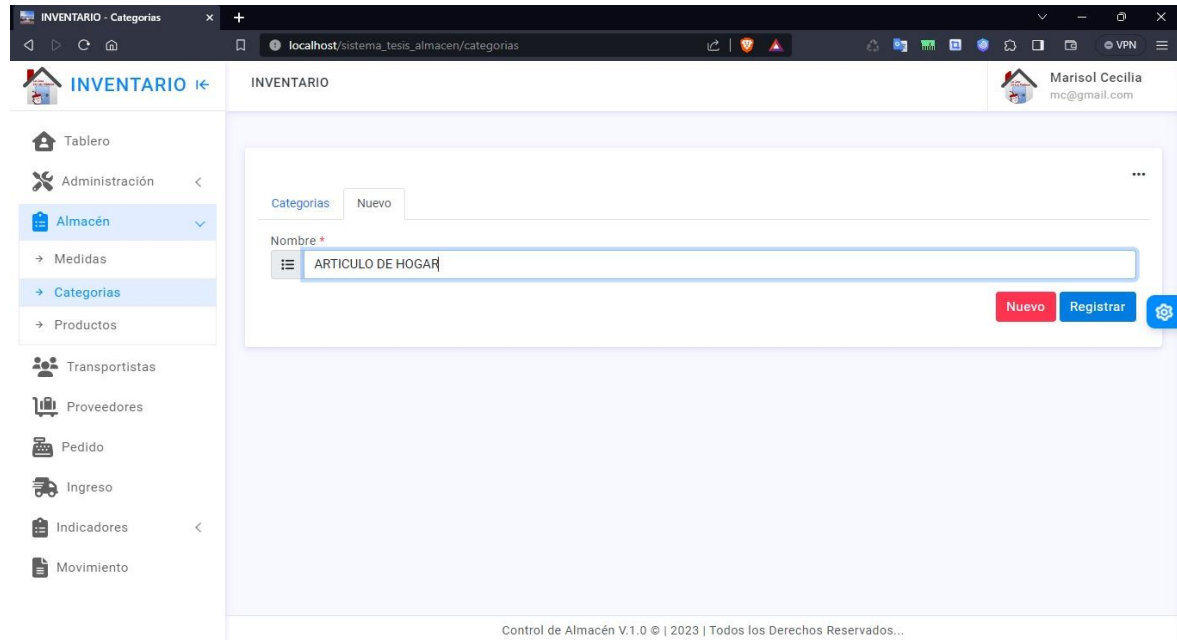 INVENTARIO - Categorias
localhost/sistema_tesis_almacen/categorias
VPN
INVENTARIO
INVENTARIO
Marisol Cecilia
mc@gmail.com
Tablero
Administración
Almacén
Medidas
Categorias
Productos
Transportistas
Proveedores
Pedido
Ingreso
Indicadores
Movimiento
Categorias Nuevo
Nombre *
ARTICULO DE HOGAR
Nuevo Registrar
Control de Almacén V.1.0 © | 2023 | Todos los Derechos Reservados...